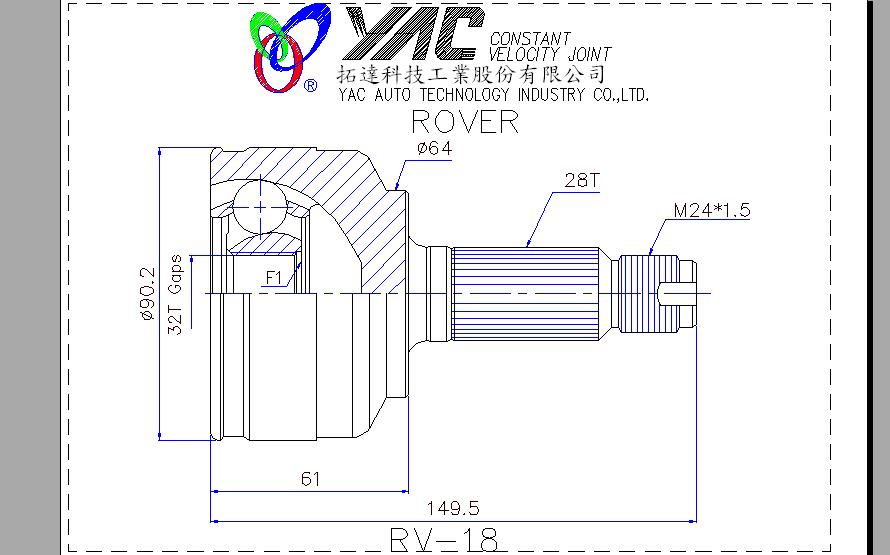 YAC CONSTANT
VELOCITY JOINT
®
拓達科技工業股份有限公司
YAC AUTO TECHNOLOGY INDUSTRY CO.,LTD.
ROVER
ø64
28T
M24*1.5
F1
32T Gaps
ø90.2
61
149.5
RV-18